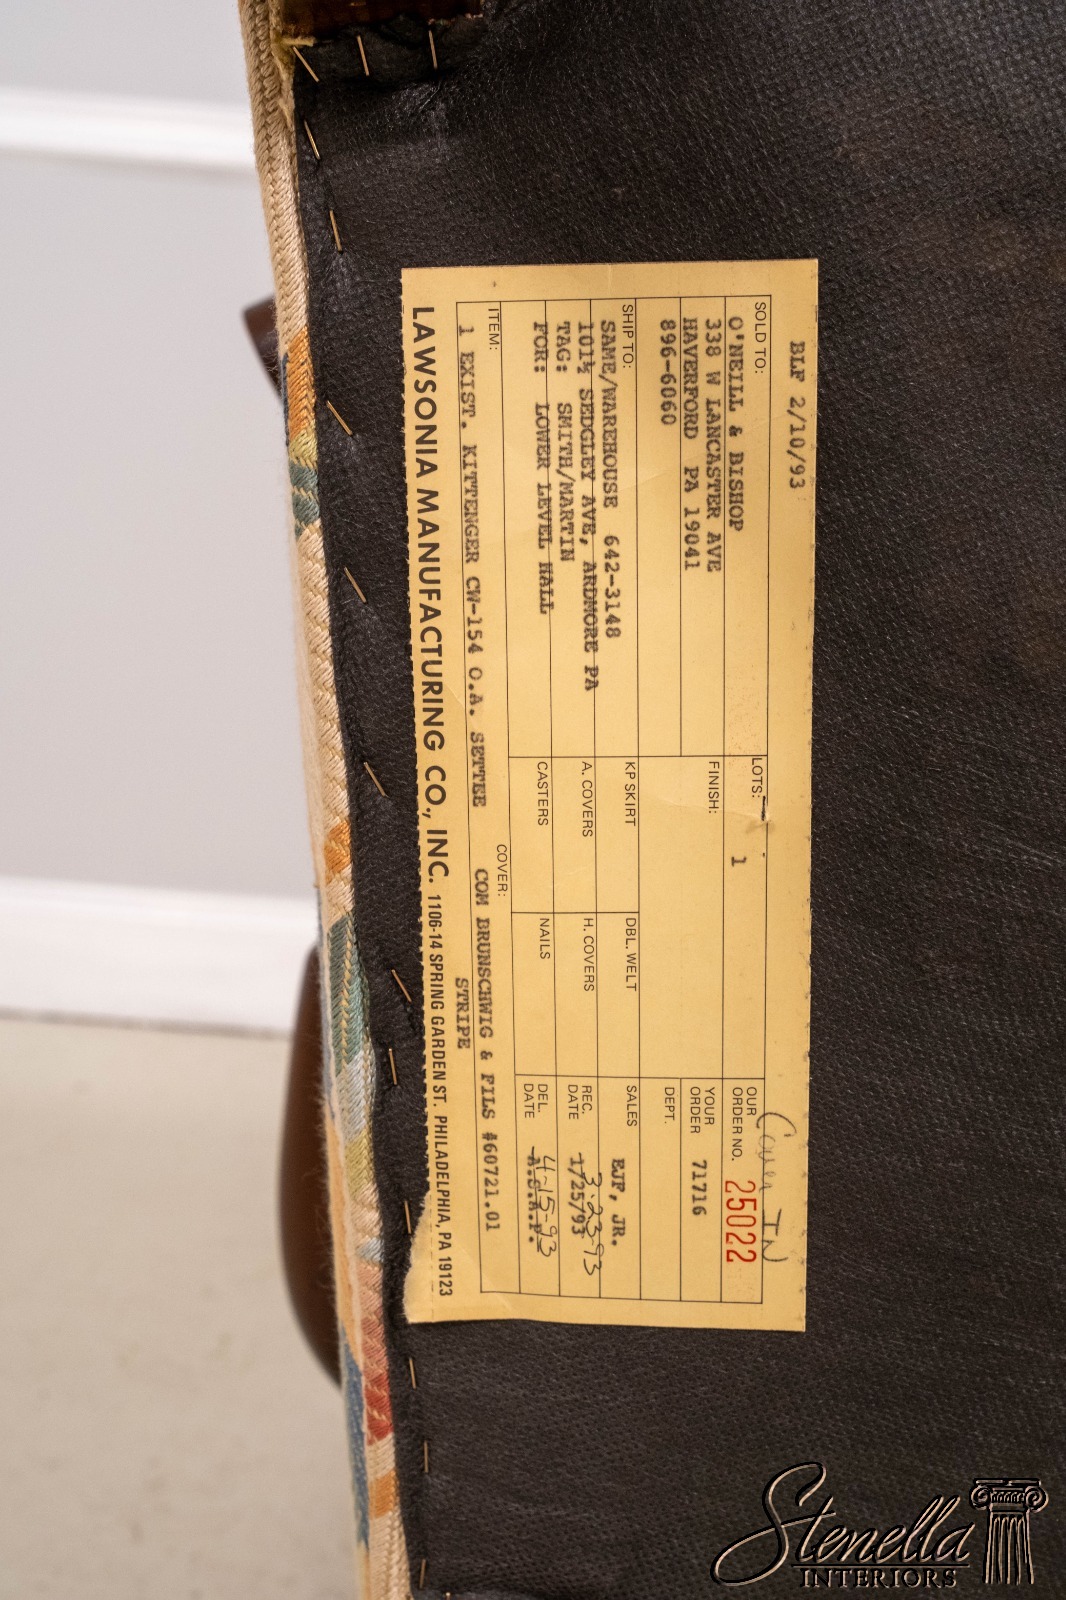 BLF 2/10/93
Cover IN
SOLD TO:
O'NEILL & BISHOP
338 W LANCASTER AVE
HAVERFORD PA 19041
896-6060
LOTS: 1
FINISH:
OUR ORDER NO. 25022
YOUR ORDER 71716
DEPT.
SHIP TO:
SAME/WAREHOUSE 642-3148
101½ SEDGLEY AVE, ARDMORE PA
TAG: SMITH/MARTIN
FOR: LOWER LEVEL HALL
KP SKIRT
DBL. WELT
SALES EJF, JR.
A. COVERS
H. COVERS
REC. DATE 1/25/93 3-23-93
CASTERS
NAILS
DEL. DATE A.S.A.P. 4-15-93
ITEM:
COVER:
1 EXIST. KITTENGER CW-154 O.A. SETTEE COM BRUNSCHWIG & FILS #60721.01
STRIPE
LAWSONIA MANUFACTURING CO., INC. 1106-14 SPRING GARDEN ST. PHILADELPHIA, PA 19123
Stenella
INTERIORS